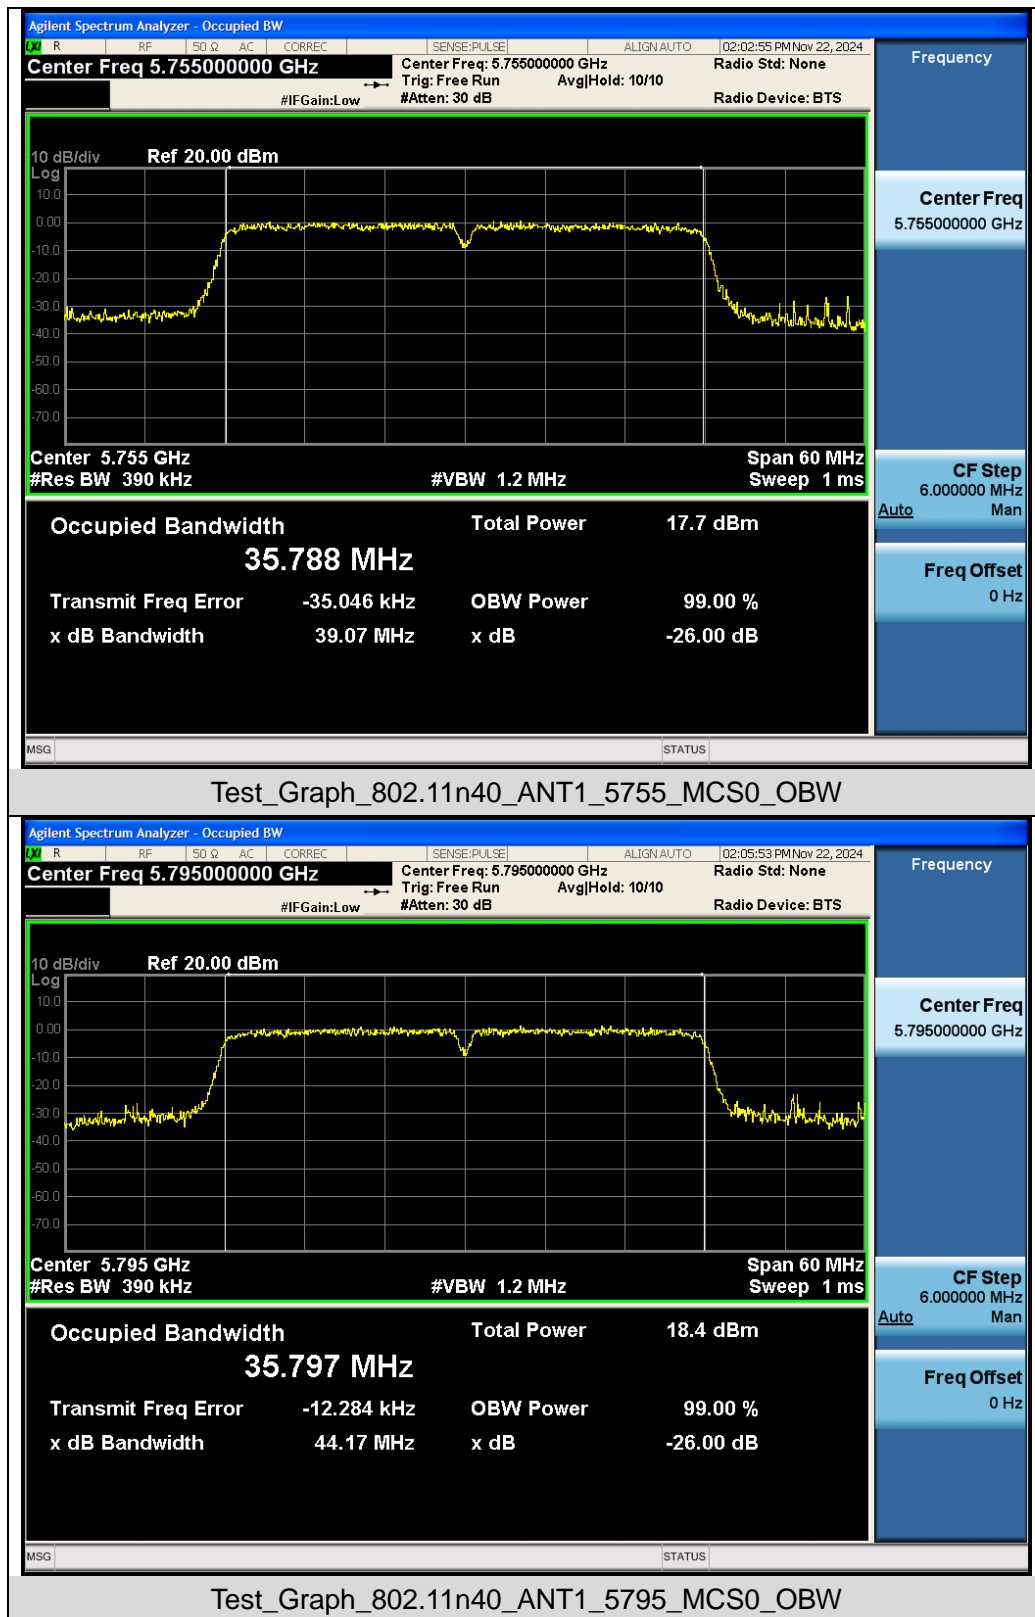 Agilent Spectrum Analyzer - Occupied BW
LXI R RF 50 Ω AC CORREC SENSE:PULSE ALIGN AUTO 02:02:55 PM Nov 22, 2024
Center Freq 5.755000000 GHz Center Freq: 5.755000000 GHz Radio Std: None
Trig: Free Run Avg|Hold: 10/10
#IFGain:Low #Atten: 30 dB Radio Device: BTS
Frequency
10 dB/div Ref 20.00 dBm
Log
10.0
0.00
-10.0
-20.0
-30.0
-40.0
-50.0
-60.0
-70.0
Center 5.755 GHz Span 60 MHz
#Res BW 390 kHz #VBW 1.2 MHz Sweep 1 ms
Center Freq
5.755000000 GHz
CF Step
6.000000 MHz
Auto Man
Freq Offset
0 Hz
Occupied Bandwidth Total Power 17.7 dBm
35.788 MHz
Transmit Freq Error -35.046 kHz OBW Power 99.00 %
x dB Bandwidth 39.07 MHz x dB -26.00 dB
MSG STATUS
Test_Graph_802.11n40_ANT1_5755_MCS0_OBW
Agilent Spectrum Analyzer - Occupied BW
LXI R RF 50 Ω AC CORREC SENSE:PULSE ALIGN AUTO 02:05:53 PM Nov 22, 2024
Center Freq 5.795000000 GHz Center Freq: 5.795000000 GHz Radio Std: None
Trig: Free Run Avg|Hold: 10/10
#IFGain:Low #Atten: 30 dB Radio Device: BTS
Frequency
10 dB/div Ref 20.00 dBm
Log
10.0
0.00
-10.0
-20.0
-30.0
-40.0
-50.0
-60.0
-70.0
Center 5.795 GHz Span 60 MHz
#Res BW 390 kHz #VBW 1.2 MHz Sweep 1 ms
Center Freq
5.795000000 GHz
CF Step
6.000000 MHz
Auto Man
Freq Offset
0 Hz
Occupied Bandwidth Total Power 18.4 dBm
35.797 MHz
Transmit Freq Error -12.284 kHz OBW Power 99.00 %
x dB Bandwidth 44.17 MHz x dB -26.00 dB
MSG STATUS
Test_Graph_802.11n40_ANT1_5795_MCS0_OBW